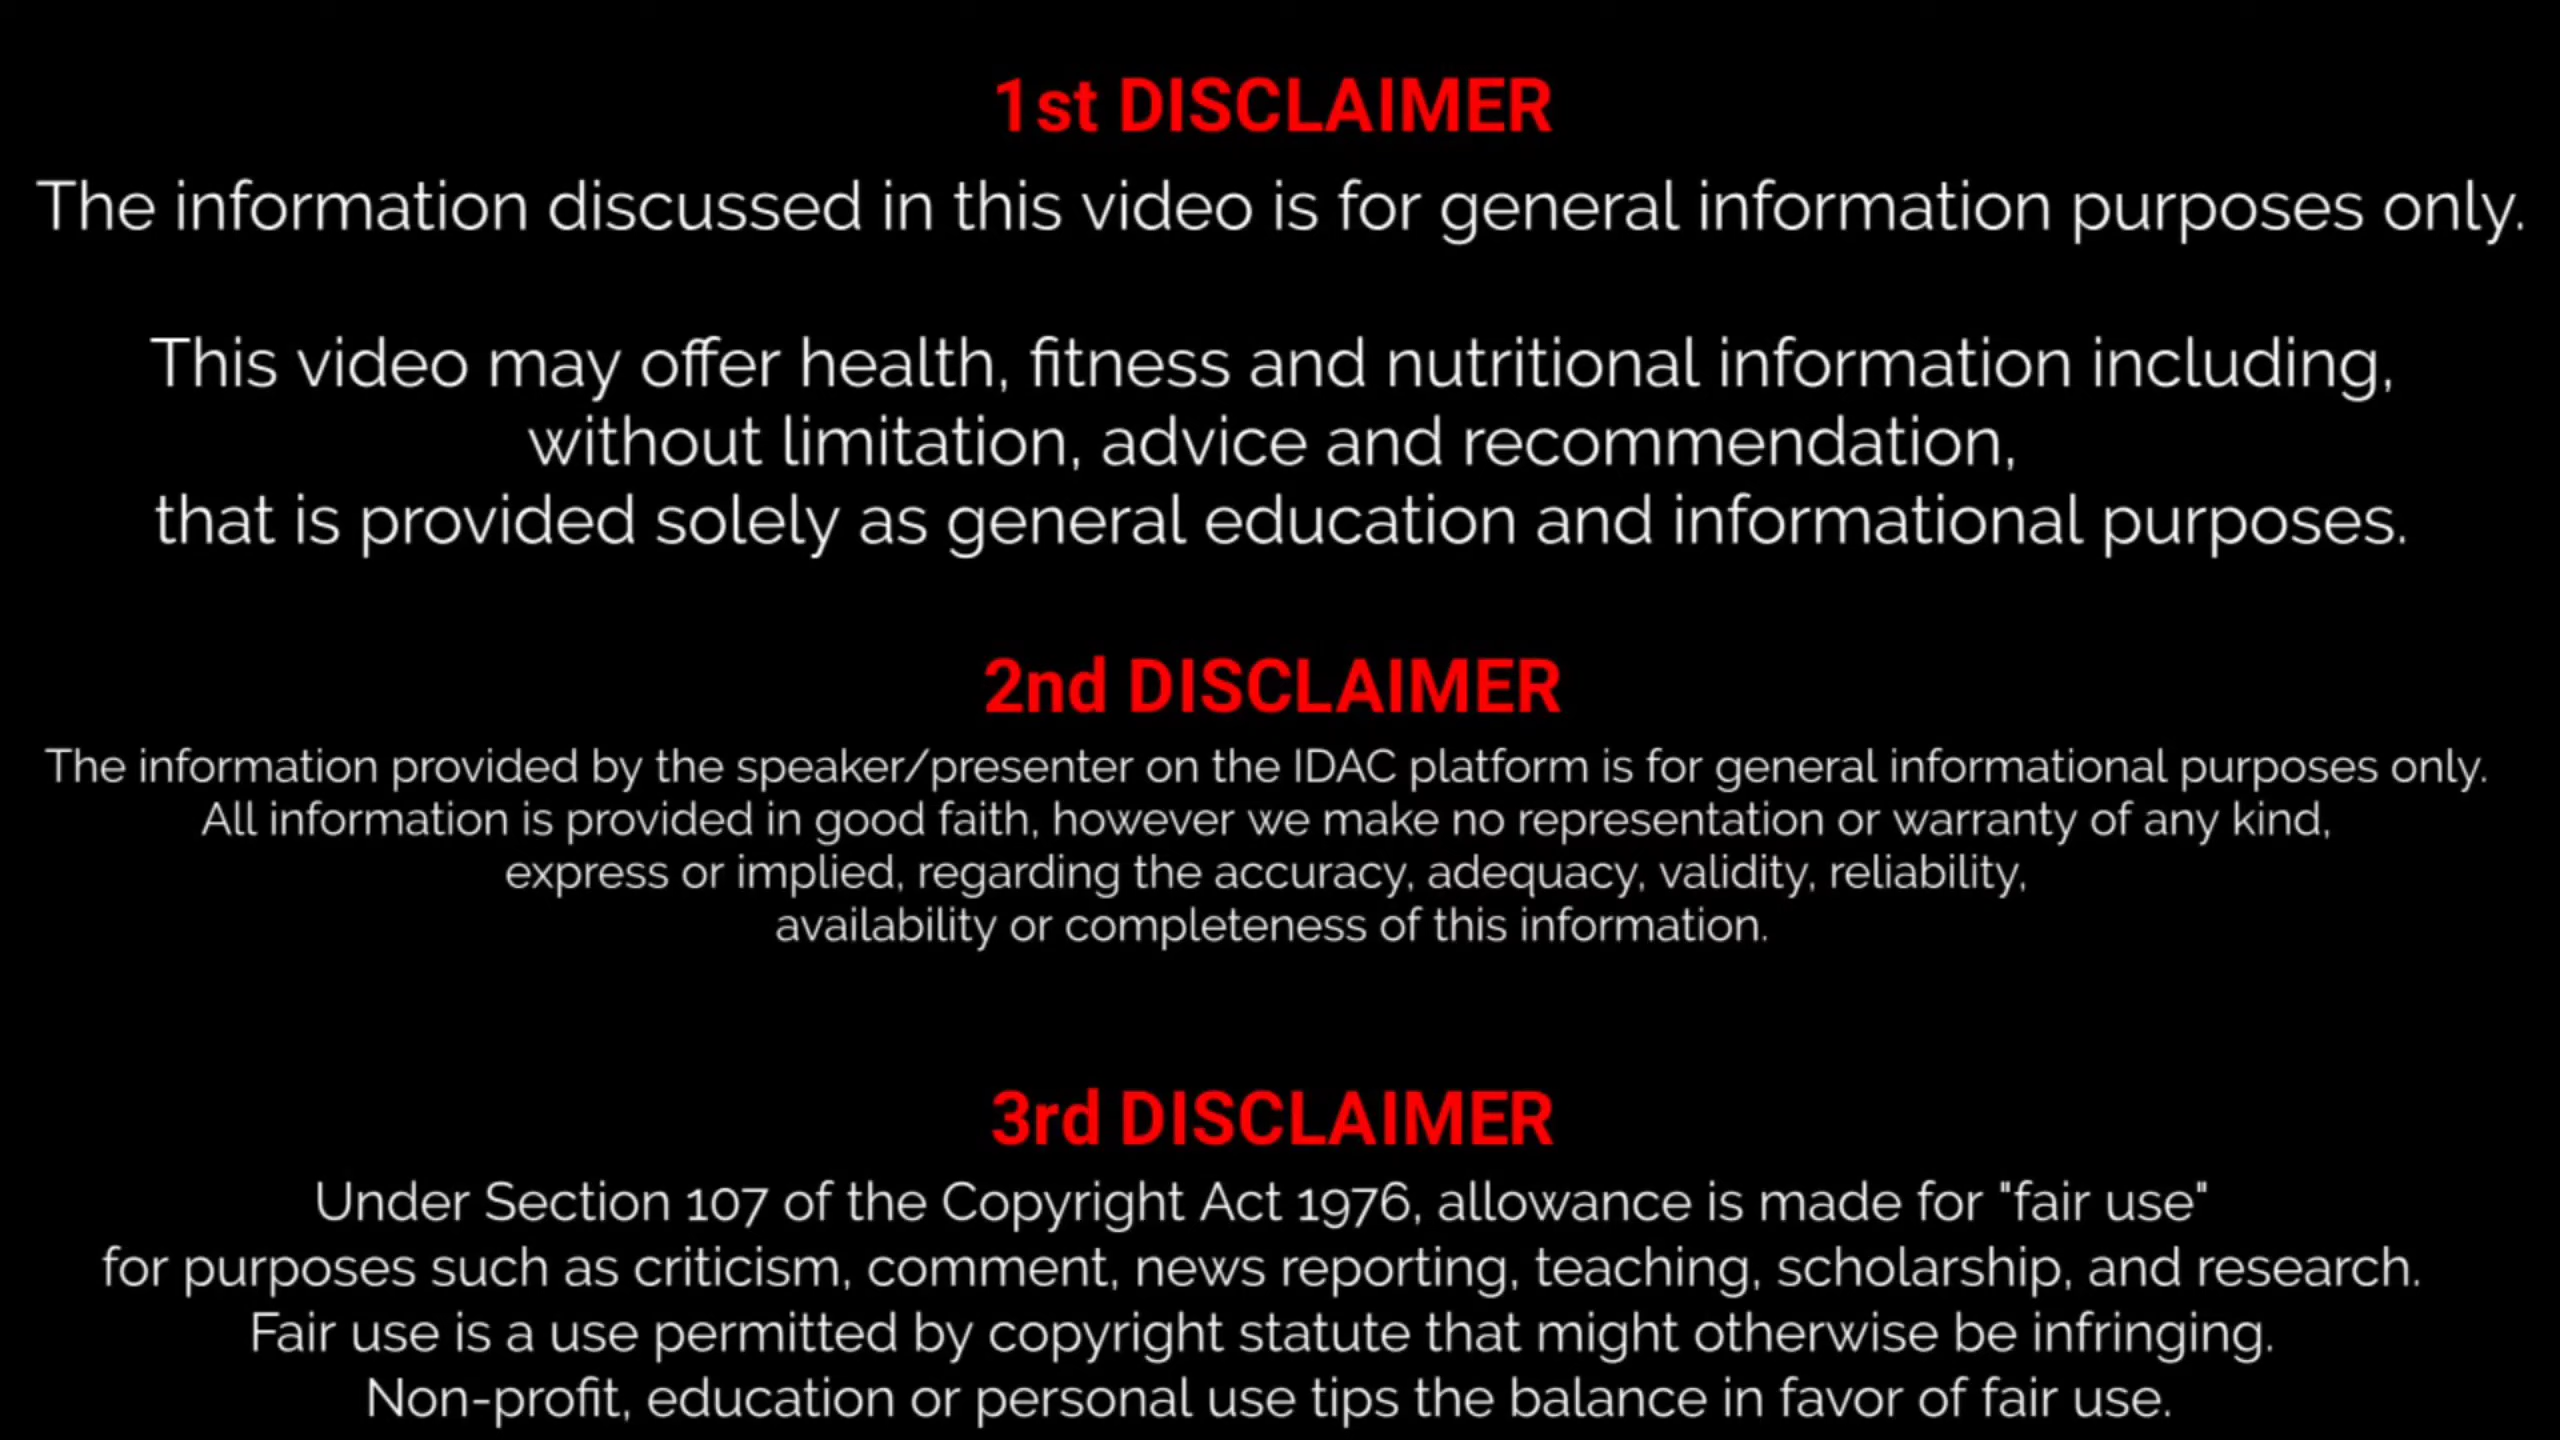 1st DISCLAIMER
The information discussed in this video is for general information purposes only.
This video may offer health, fitness and nutritional information including,
without limitation, advice and recommendation,
that is provided solely as general education and informational purposes.
2nd DISCLAIMER
The information provided by the speaker/presenter on the IDAC platform is for general informational purposes only.
All information is provided in good faith, however we make no representation or warranty of any kind,
express or implied, regarding the accuracy, adequacy, validity, reliability,
availability or completeness of this information.
3rd DISCLAIMER
Under Section 107 of the Copyright Act 1976, allowance is made for "fair use"
for purposes such as criticism, comment, news reporting, teaching, scholarship, and research.
Fair use is a use permitted by copyright statute that might otherwise be infringing.
Non-profit, education or personal use tips the balance in favor of fair use.